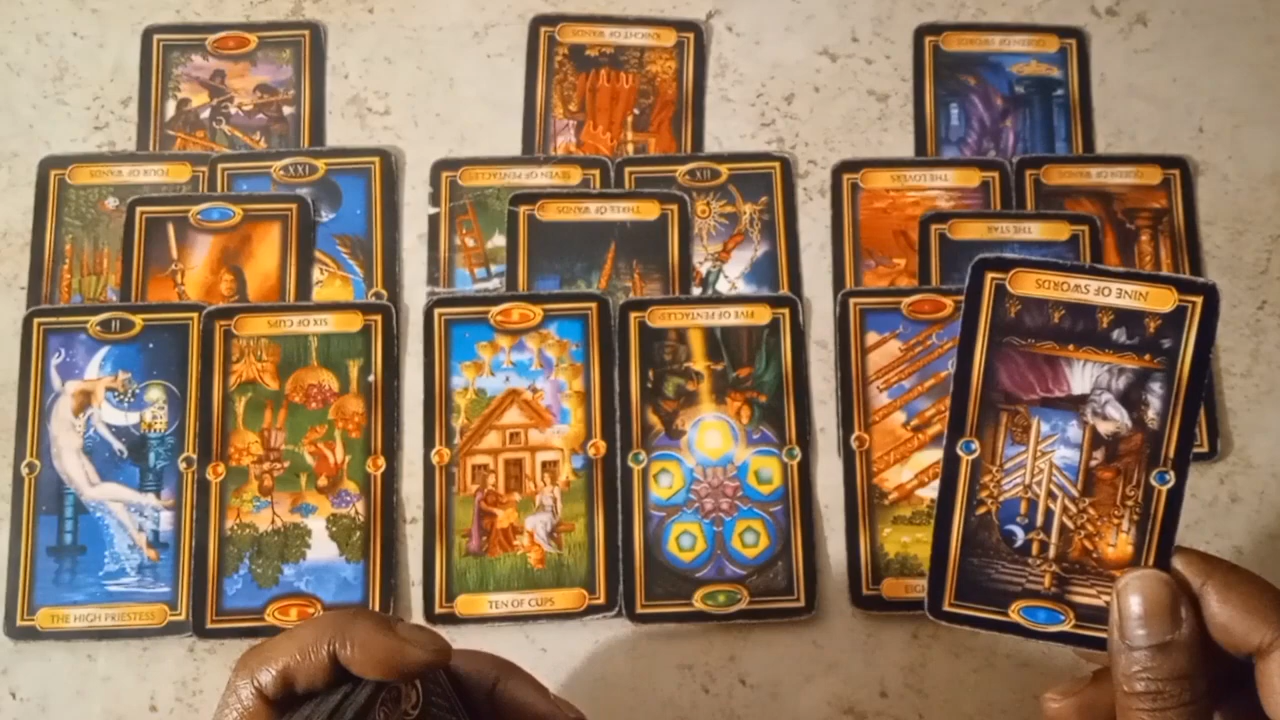 KNIGHT OF WANDS
QUEEN OF SWORDS
FOUR OF WANDS
XXI
SEVEN OF PENTACLES
XII
THE LOVERS
QUEEN OF WANDS
THREE OF WANDS
THE STAR
NINE OF SWORDS
II
SIX OF CUPS
FIVE OF PENTACLES
THE HIGH PRIESTESS
TEN OF CUPS
EIG